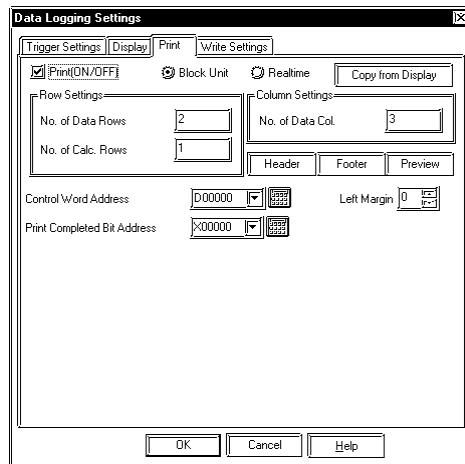 Data Logging Settings
Trigger Settings Display Print Write Settings
Print(ON/OFF) Block Unit Realtime Copy from Display
Row Settings Column Settings
No. of Data Rows 2 No. of Data Col. 3
No. of Calc. Rows 1
Header Footer Preview
Control Word Address D00000 Left Margin 0
Print Completed Bit Address X00000
OK Cancel Help